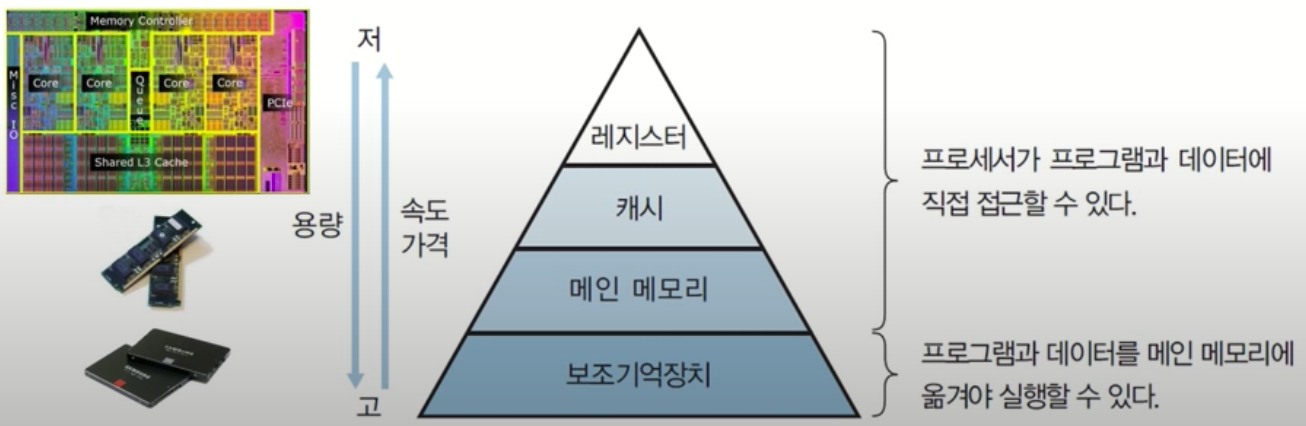 Memory Controller
Misc IO
Core
Core
Queue
Core
Core
PCIe
Shared L3 Cache
SAMSUNG
SAMSUNG
저
용량
속도
가격
고
레지스터
캐시
메인 메모리
보조기억장치
프로세서가 프로그램과 데이터에
직접 접근할 수 있다.
프로그램과 데이터를 메인 메모리에
옮겨야 실행할 수 있다.